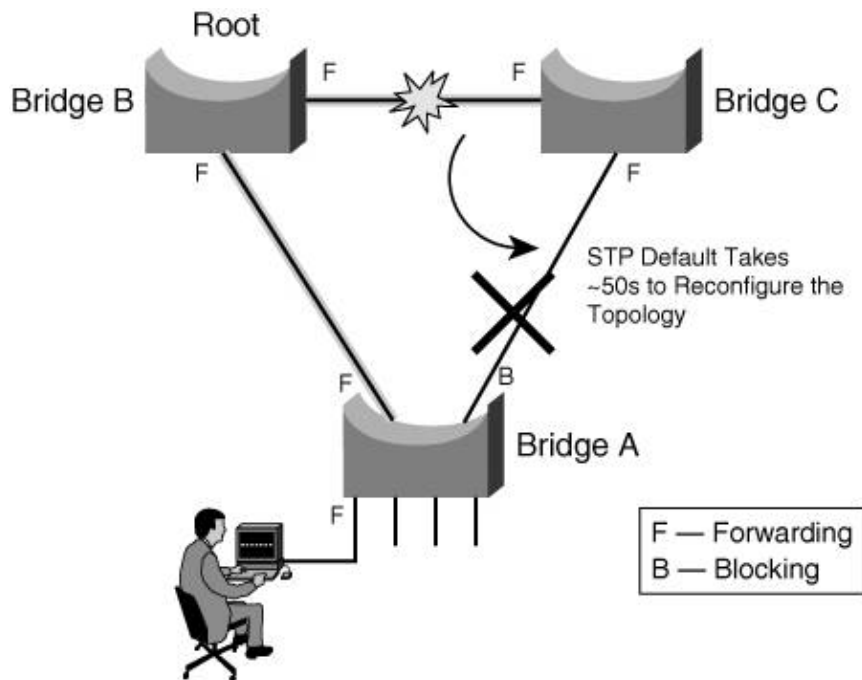 Root
F
F
Bridge B
Bridge C
F
F
STP Default Takes
~50s to Reconfigure the
Topology
F
B
Bridge A
F
F — Forwarding
B — Blocking